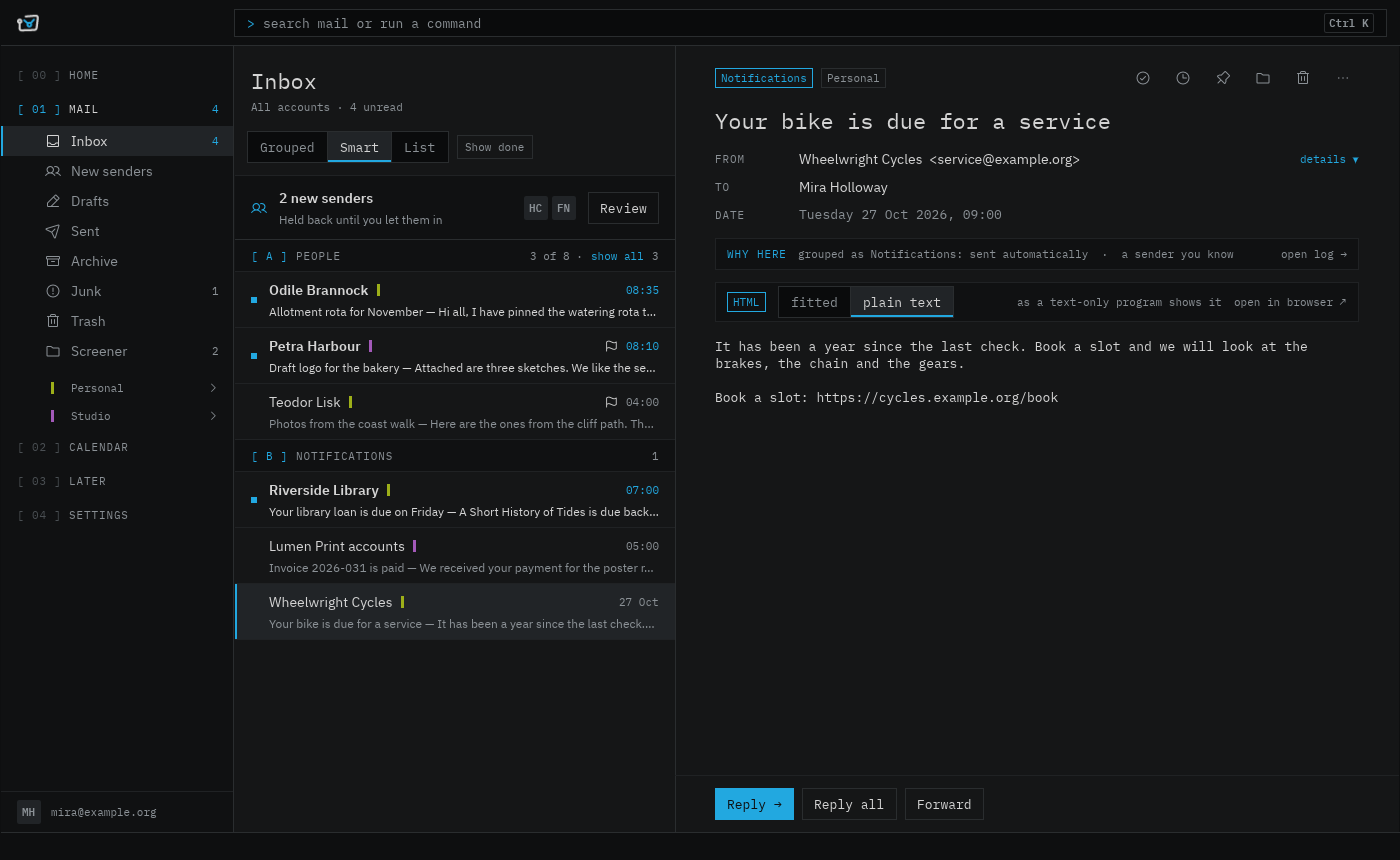 > search mail or run a command
Ctrl K
[ 00 ] HOME
[ 01 ] MAIL 4
Inbox 4
New senders
Drafts
Sent
Archive
Junk 1
Trash
Screener 2
Personal
Studio
[ 02 ] CALENDAR
[ 03 ] LATER
[ 04 ] SETTINGS
MH mira@example.org
Inbox
All accounts · 4 unread
Grouped Smart List Show done
2 new senders
Held back until you let them in
HC FN Review
[ A ] PEOPLE 3 of 8 · show all 3
Odile Brannock 08:35
Allotment rota for November — Hi all, I have pinned the watering rota t…
Petra Harbour 08:10
Draft logo for the bakery — Attached are three sketches. We like the se…
Teodor Lisk 04:00
Photos from the coast walk — Here are the ones from the cliff path. Th…
[ B ] NOTIFICATIONS 1
Riverside Library 07:00
Your library loan is due on Friday — A Short History of Tides is due back…
Lumen Print accounts 05:00
Invoice 2026-031 is paid — We received your payment for the poster r…
Wheelwright Cycles 27 Oct
Your bike is due for a service — It has been a year since the last check.…
Notifications Personal
Your bike is due for a service
FROM Wheelwright Cycles <service@example.org> details ▾
TO Mira Holloway
DATE Tuesday 27 Oct 2026, 09:00
WHY HERE grouped as Notifications: sent automatically · a sender you know open log →
HTML fitted plain text as a text-only program shows it open in browser ↗
It has been a year since the last check. Book a slot and we will look at the
brakes, the chain and the gears.
Book a slot: https://cycles.example.org/book
Reply → Reply all Forward